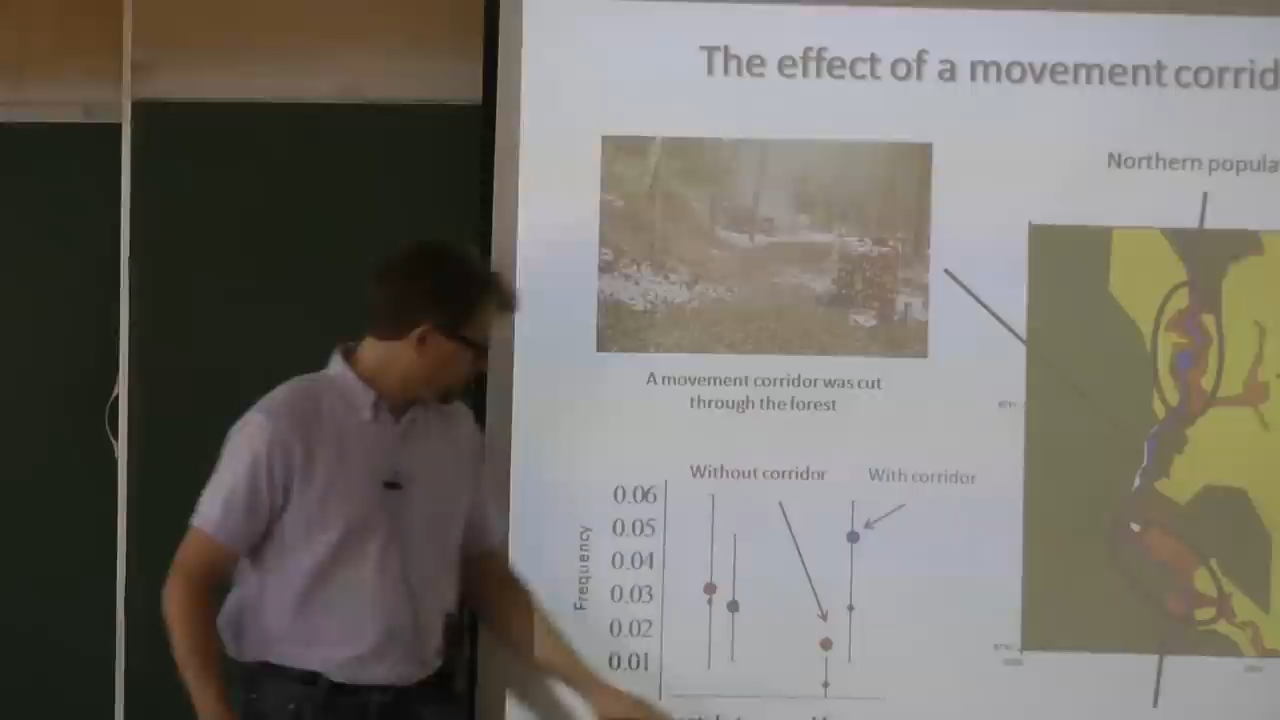 The effect of a movement corrid
Northern popula
A movement corridor was cut
through the forest
Without corridor
With corridor
Frequency
0.06
0.05
0.04
0.03
0.02
0.01